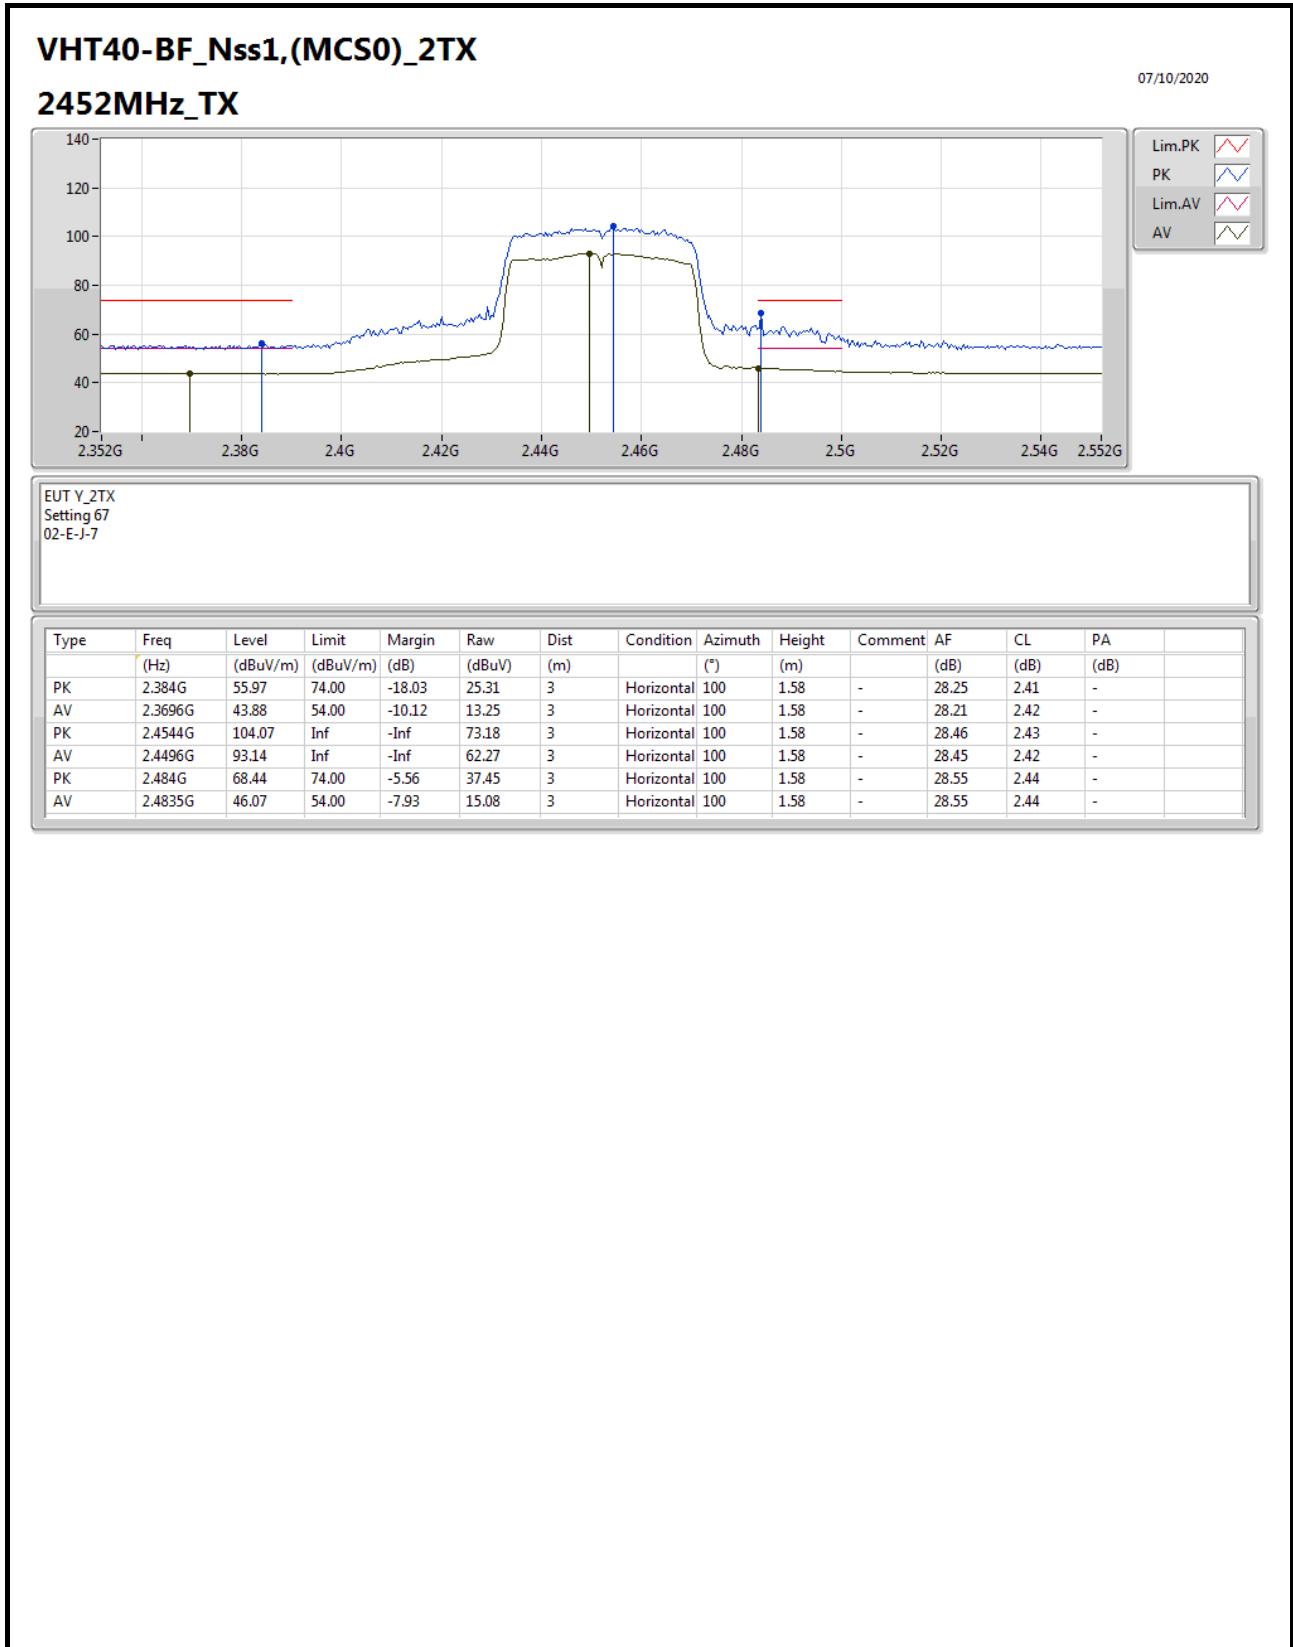 VHT40-BF_Nss1,(MCS0)_2TX
07/10/2020
2452MHz_TX
140
120
100
80
60
40
20
2.352G 2.38G 2.4G 2.42G 2.44G 2.46G 2.48G 2.5G 2.52G 2.54G 2.552G
Lim.PK
PK
Lim.AV
AV
EUT Y_2TX
Setting 67
02-E-J-7
Type Freq Level Limit Margin Raw Dist Condition Azimuth Height Comment AF CL PA
(Hz) (dBuV/m) (dBuV/m) (dB) (dBuV) (m) (°) (m) (dB) (dB) (dB)
PK 2.384G 55.97 74.00 -18.03 25.31 3 Horizontal 100 1.58 - 28.25 2.41 -
AV 2.3696G 43.88 54.00 -10.12 13.25 3 Horizontal 100 1.58 - 28.21 2.42 -
PK 2.4544G 104.07 Inf -Inf 73.18 3 Horizontal 100 1.58 - 28.46 2.43 -
AV 2.4496G 93.14 Inf -Inf 62.27 3 Horizontal 100 1.58 - 28.45 2.42 -
PK 2.484G 68.44 74.00 -5.56 37.45 3 Horizontal 100 1.58 - 28.55 2.44 -
AV 2.4835G 46.07 54.00 -7.93 15.08 3 Horizontal 100 1.58 - 28.55 2.44 -